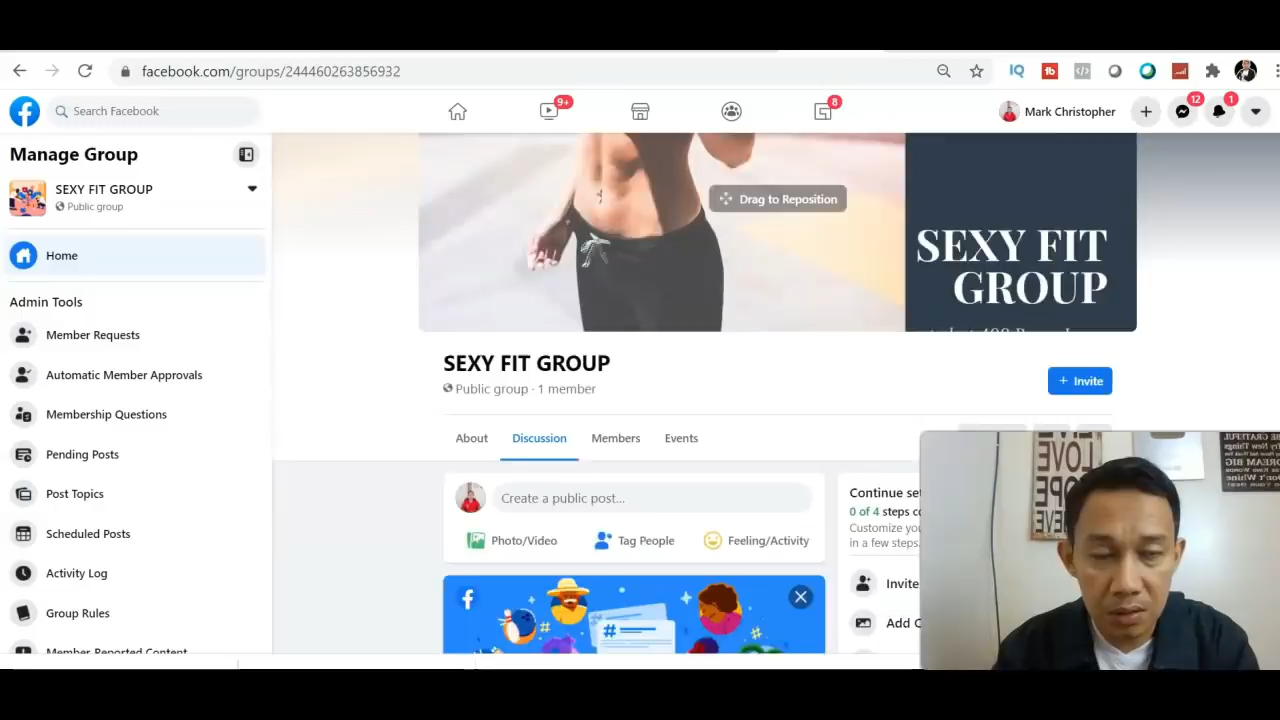 facebook.com/groups/244460263856932
IQ
Search Facebook
9+
8
Mark Christopher
12
1
Manage Group
SEXY FIT GROUP
Public group
Home
Admin Tools
Member Requests
Automatic Member Approvals
Membership Questions
Pending Posts
Post Topics
Scheduled Posts
Activity Log
Group Rules
Member Reported Content
Drag to Reposition
SEXY FIT
GROUP
SEXY FIT GROUP
Public group · 1 member
+ Invite
About
Discussion
Members
Events
Create a public post...
Photo/Video
Tag People
Feeling/Activity
Continue set
0 of 4 steps co
Customize you
in a few steps.
Invite
Add C
LOVE